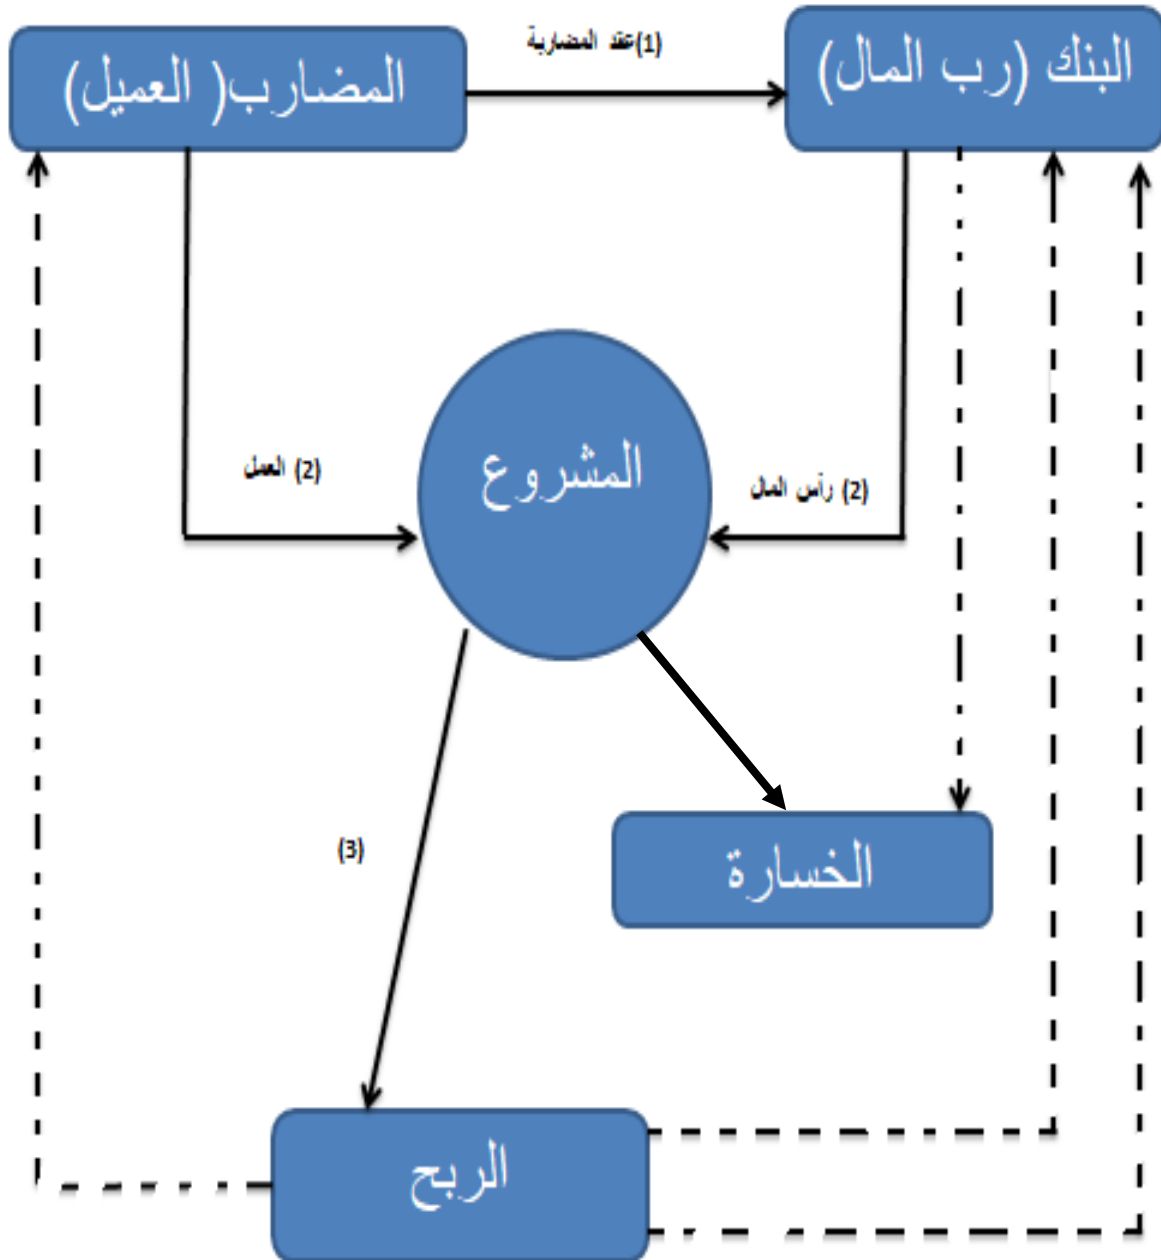 البنك (رب المال)
(1)عقد المضاربة
المضارب( العميل)
المشروع
(2) رأس المال
(2) العمل
الخسارة
(3)
الربح